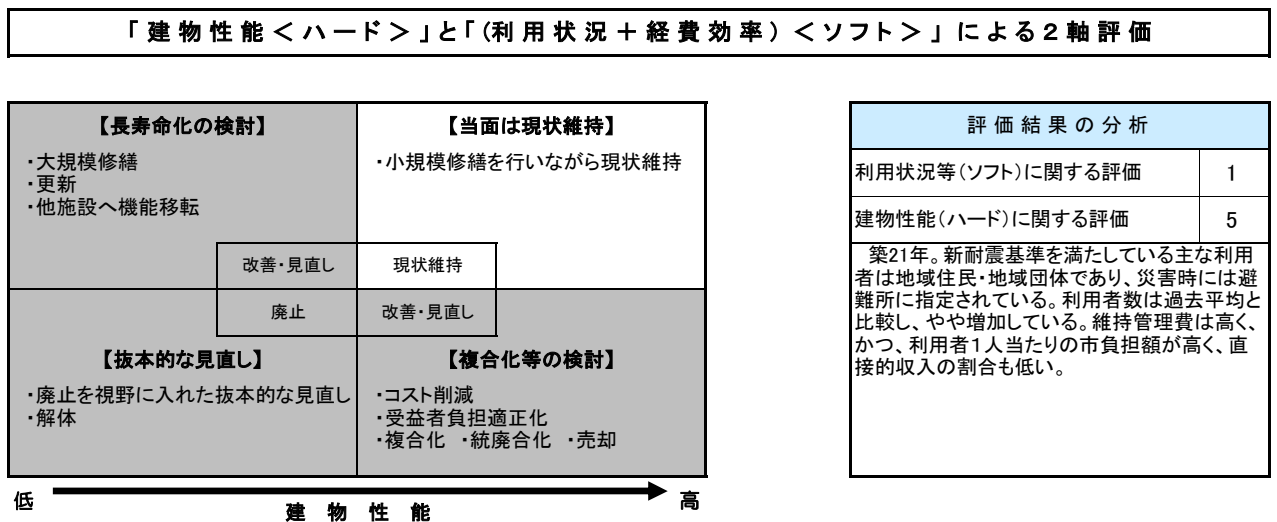 「建物性能＜ハード＞」と「(利用状況＋経費効率)＜ソフト＞」による２軸評価
【長寿命化の検討】
・大規模修繕
・更新
・他施設へ機能移転
【当面は現状維持】
・小規模修繕を行いながら現状維持
改善・見直し
現状維持
廃止
改善・見直し
【抜本的な見直し】
・廃止を視野に入れた抜本的な見直し
・解体
【複合化等の検討】
・コスト削減
・受益者負担適正化
・複合化　・統廃合化　・売却
低
高
建物性能
評価結果の分析
利用状況等（ソフト）に関する評価 1
建物性能（ハード）に関する評価 5
築21年。新耐震基準を満たしている主な利用
者は地域住民・地域団体であり、災害時には避
難所に指定されている。利用者数は過去平均と
比較し、やや増加している。維持管理費は高く、
かつ、利用者１人当たりの市負担額が高く、直
接的収入の割合も低い。